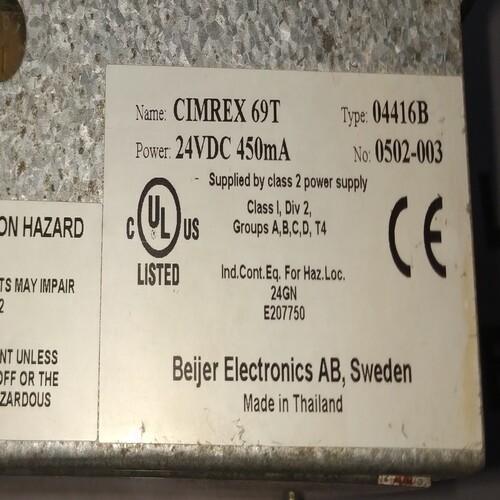 Name: CIMREX 69T Type: 04416B
Power: 24VDC 450mA No: 0502-003
Supplied by class 2 power supply
Class I, Div 2,
Groups A,B,C,D, T4
C UL US
LISTED
CE
Ind.Cont.Eq. For Haz.Loc.
24GN
E207750
Beijer Electronics AB, Sweden
Made in Thailand
ON HAZARD
TS MAY IMPAIR
2
NT UNLESS
OFF OR THE
AZARDOUS